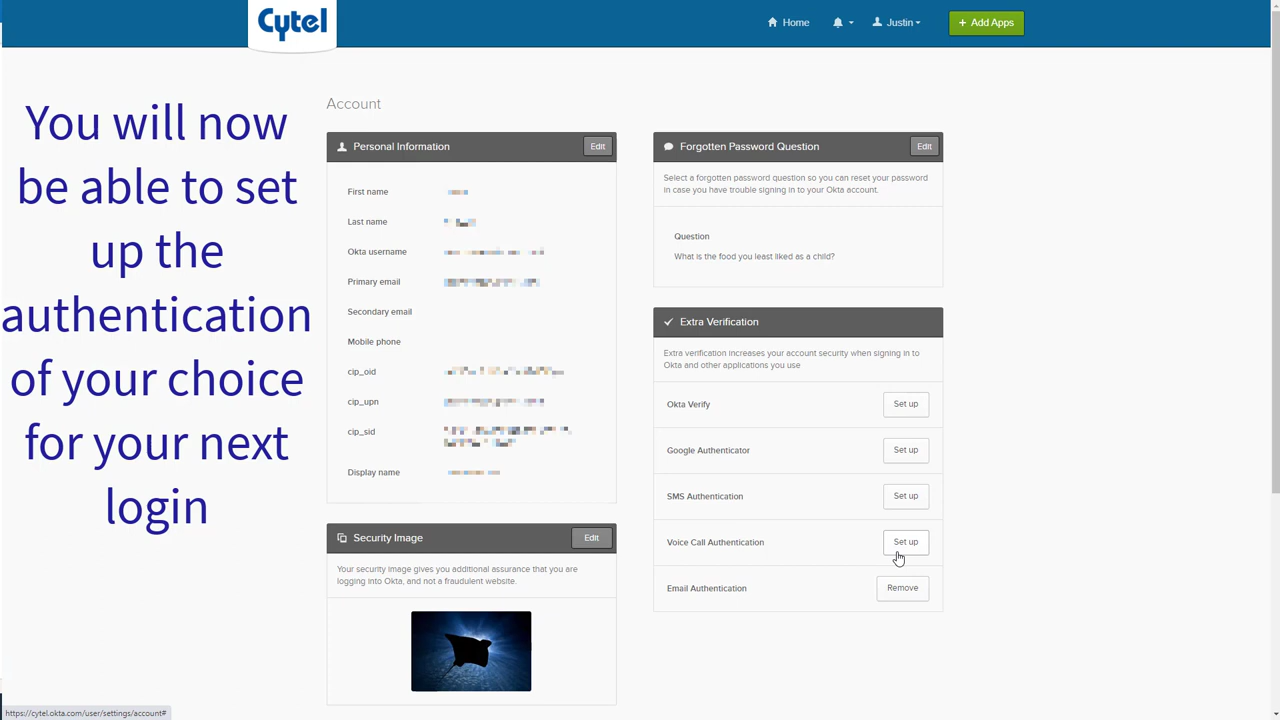 Cytel
Home
Justin
+ Add Apps
You will now
be able to set
up the
authentication
of your choice
for your next
login
Account
Personal Information
Edit
First name
Last name
Okta username
Primary email
Secondary email
Mobile phone
cip_oid
cip_upn
cip_sid
Display name
Security Image
Edit
Your security image gives you additional assurance that you are
logging into Okta, and not a fraudulent website.
Forgotten Password Question
Edit
Select a forgotten password question so you can reset your password
in case you have trouble signing in to your Okta account.
Question
What is the food you least liked as a child?
Extra Verification
Extra verification increases your account security when signing in to
Okta and other applications you use
Okta Verify
Set up
Google Authenticator
Set up
SMS Authentication
Set up
Voice Call Authentication
Set up
Email Authentication
Remove
https://cytel.okta.com/user/settings/account#